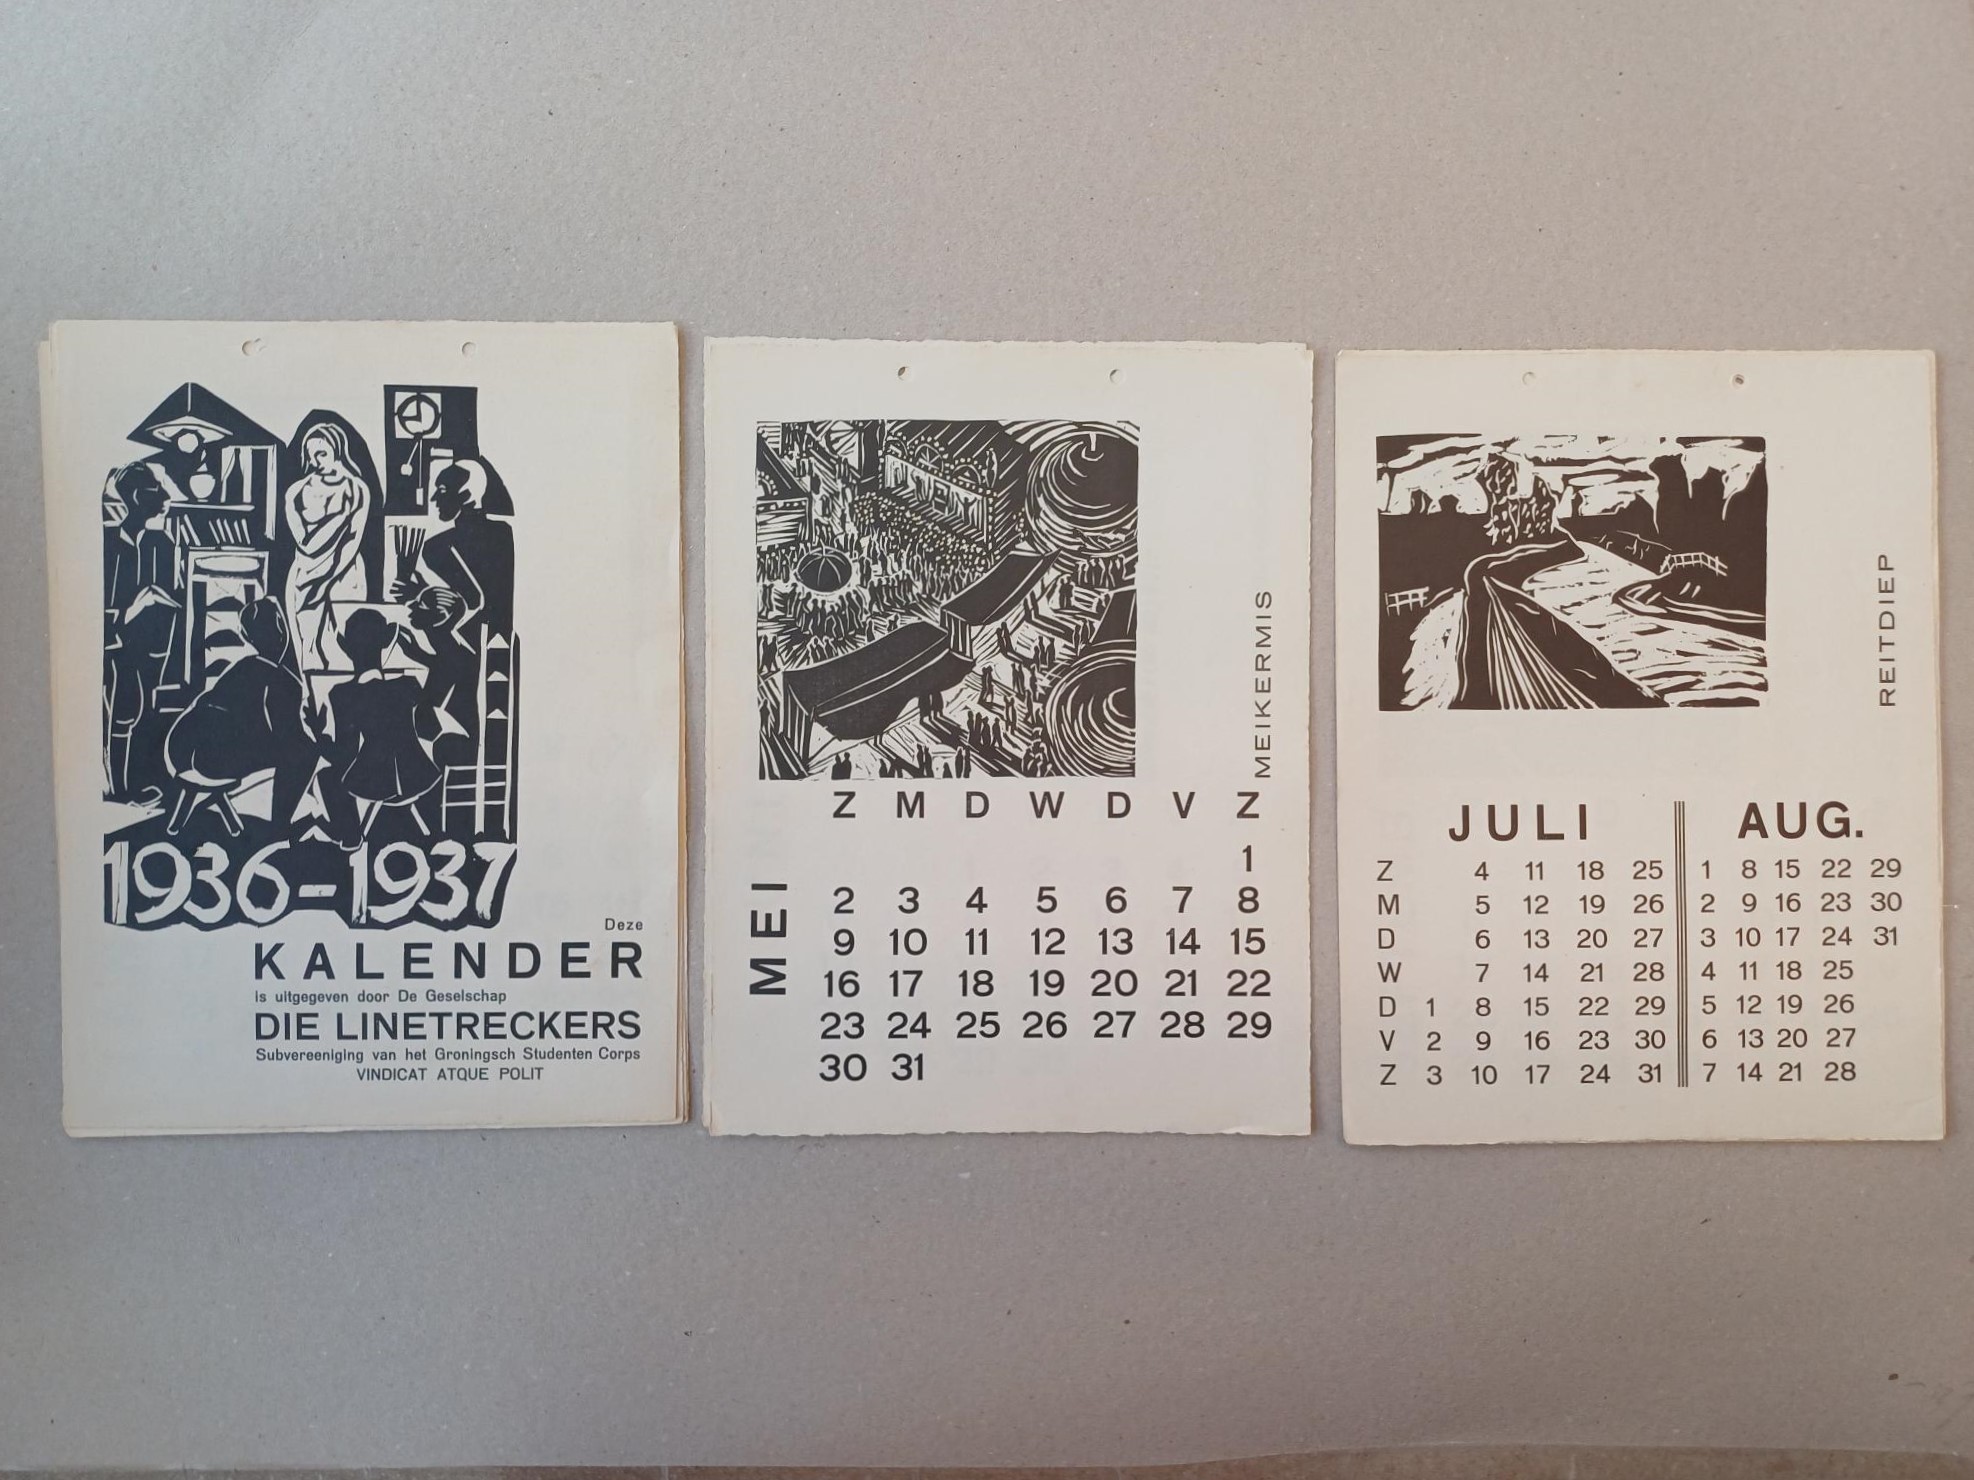 1936-1937
Deze
KALENDER
is uitgegeven door De Geselschap
DIE LINETRECKERS
Subvereeniging van het Groningsch Studenten Corps
VINDICAT ATQUE POLIT
MEIKERMIS
MEI
Z M D W D V Z
1
2 3 4 5 6 7 8
9 10 11 12 13 14 15
16 17 18 19 20 21 22
23 24 25 26 27 28 29
30 31
REITDIEP
JULI AUG.
Z 4 11 18 25 1 8 15 22 29
M 5 12 19 26 2 9 16 23 30
D 6 13 20 27 3 10 17 24 31
W 7 14 21 28 4 11 18 25
D 1 8 15 22 29 5 12 19 26
V 2 9 16 23 30 6 13 20 27
Z 3 10 17 24 31 7 14 21 28